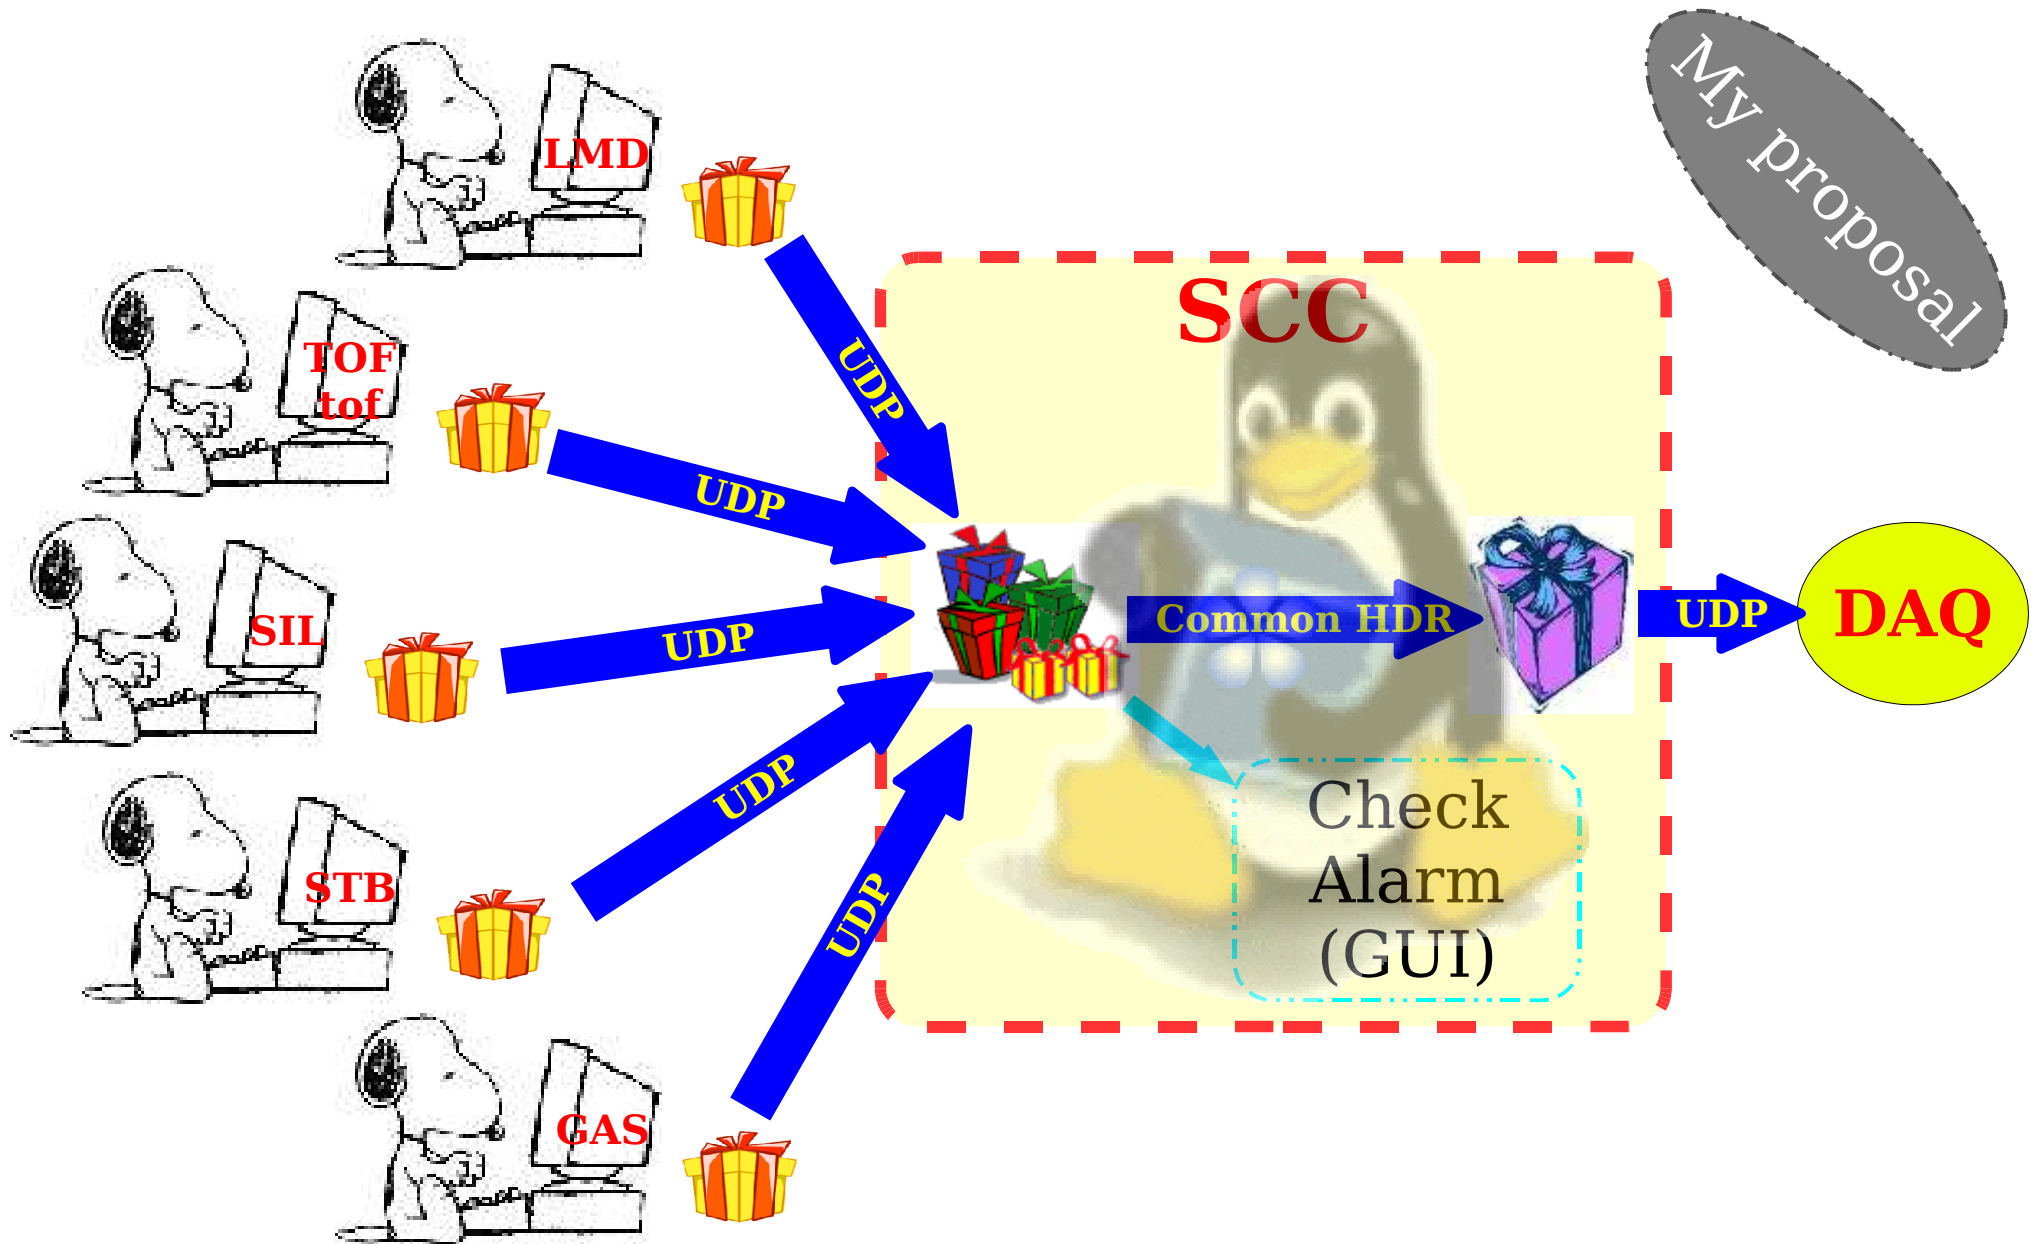 My proposal
LMD
SCC
TOF
tof
UDP
UDP
SIL
UDP
Common HDR
UDP
DAQ
STB
UDP
Check
Alarm
(GUI)
UDP
GAS